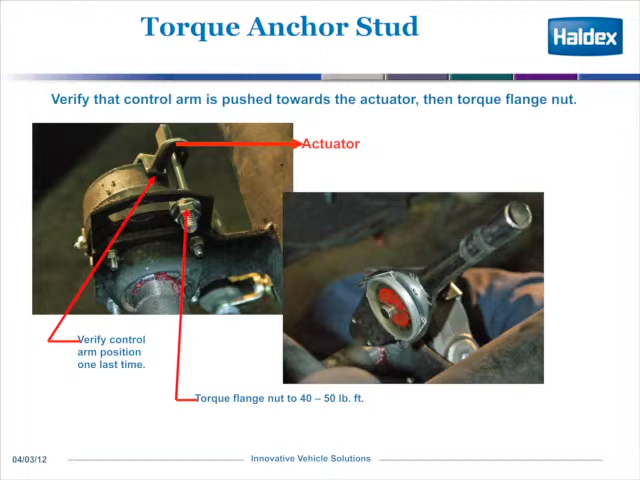 Torque Anchor Stud
Haldex
Verify that control arm is pushed towards the actuator, then torque flange nut.
Actuator
Verify control
arm position
one last time.
Torque flange nut to 40 – 50 lb. ft.
04/03/12
Innovative Vehicle Solutions